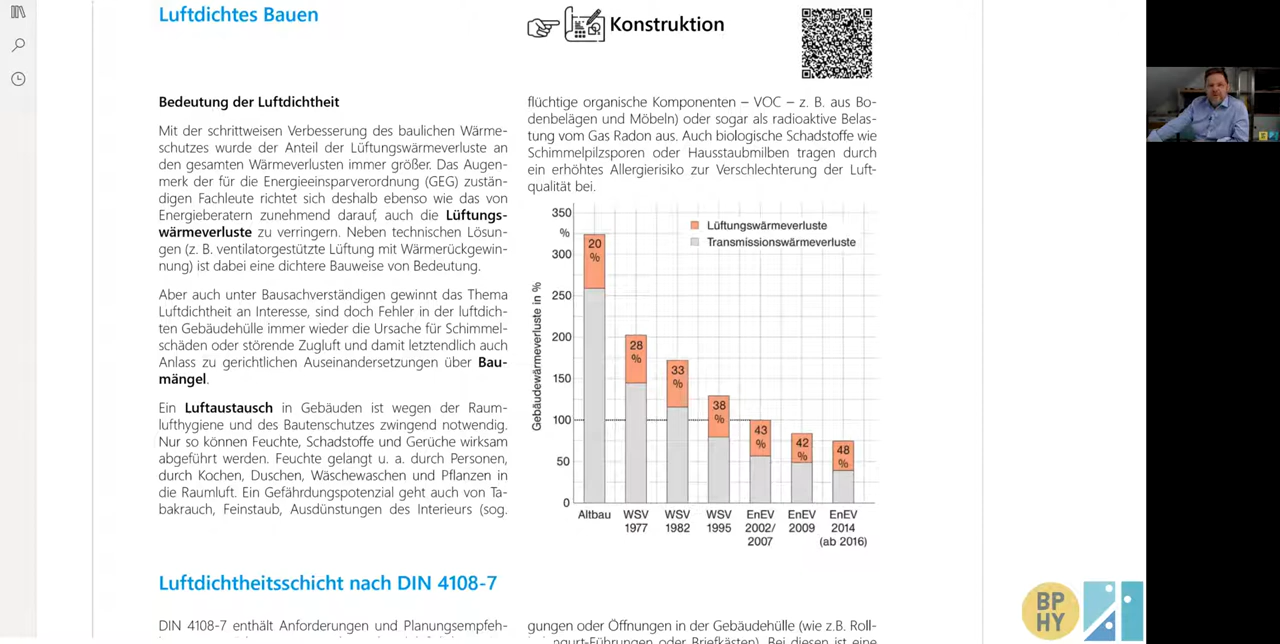 Luftdichtes Bauen
Konstruktion
Bedeutung der Luftdichtheit
Mit der schrittweisen Verbesserung des baulichen Wärme-
schutzes wurde der Anteil der Lüftungswärmeverluste an
den gesamten Wärmeverlusten immer größer. Das Augen-
merk der für die Energieeinsparverordnung (GEG) zustän-
digen Fachleute richtet sich deshalb ebenso wie das von
Energieberatern zunehmend darauf, auch die Lüftungs-
wärmeverluste zu verringern. Neben technischen Lösun-
gen (z. B. ventilatorgestützte Lüftung mit Wärmerückgewin-
nung) ist dabei eine dichtere Bauweise von Bedeutung.
Aber auch unter Bausachverständigen gewinnt das Thema
Luftdichtheit an Interesse, sind doch Fehler in der luftdich-
ten Gebäudehülle immer wieder die Ursache für Schimmel-
schäden oder störende Zugluft und damit letztendlich auch
Anlass zu gerichtlichen Auseinandersetzungen über Bau-
mängel.
Ein Luftaustausch in Gebäuden ist wegen der Raum-
lufthygiene und des Bautenschutzes zwingend notwendig.
Nur so können Feuchte, Schadstoffe und Gerüche wirksam
abgeführt werden. Feuchte gelangt u. a. durch Personen,
durch Kochen, Duschen, Wäschewaschen und Pflanzen in
die Raumluft. Ein Gefährdungspotenzial geht auch von Ta-
bakrauch, Feinstaub, Ausdünstungen des Interieurs (sog.
flüchtige organische Komponenten – VOC – z. B. aus Bo-
denbelägen und Möbeln) oder sogar als radioaktive Belas-
tung vom Gas Radon aus. Auch biologische Schadstoffe wie
Schimmelpilzsporen oder Hausstaubmilben tragen durch
ein erhöhtes Allergierisiko zur Verschlechterung der Luft-
qualität bei.
Gebäudewärmeverluste in %
350
%
300
250
200
150
100
50
0
Lüftungswärmeverluste
Transmissionswärmeverluste
20
%
28
%
33
%
38
%
43
%
42
%
48
%
Altbau
WSV
1977
WSV
1982
WSV
1995
EnEV
2002/
2007
EnEV
2009
EnEV
2014
(ab 2016)
Luftdichtheitsschicht nach DIN 4108-7
DIN 4108-7 enthält Anforderungen und Planungsempfeh-
gungen oder Öffnungen in der Gebäudehülle (wie z.B. Roll-
ngurt-Führungen oder Briefkästen). Bei diesen ist eine
BP
HY